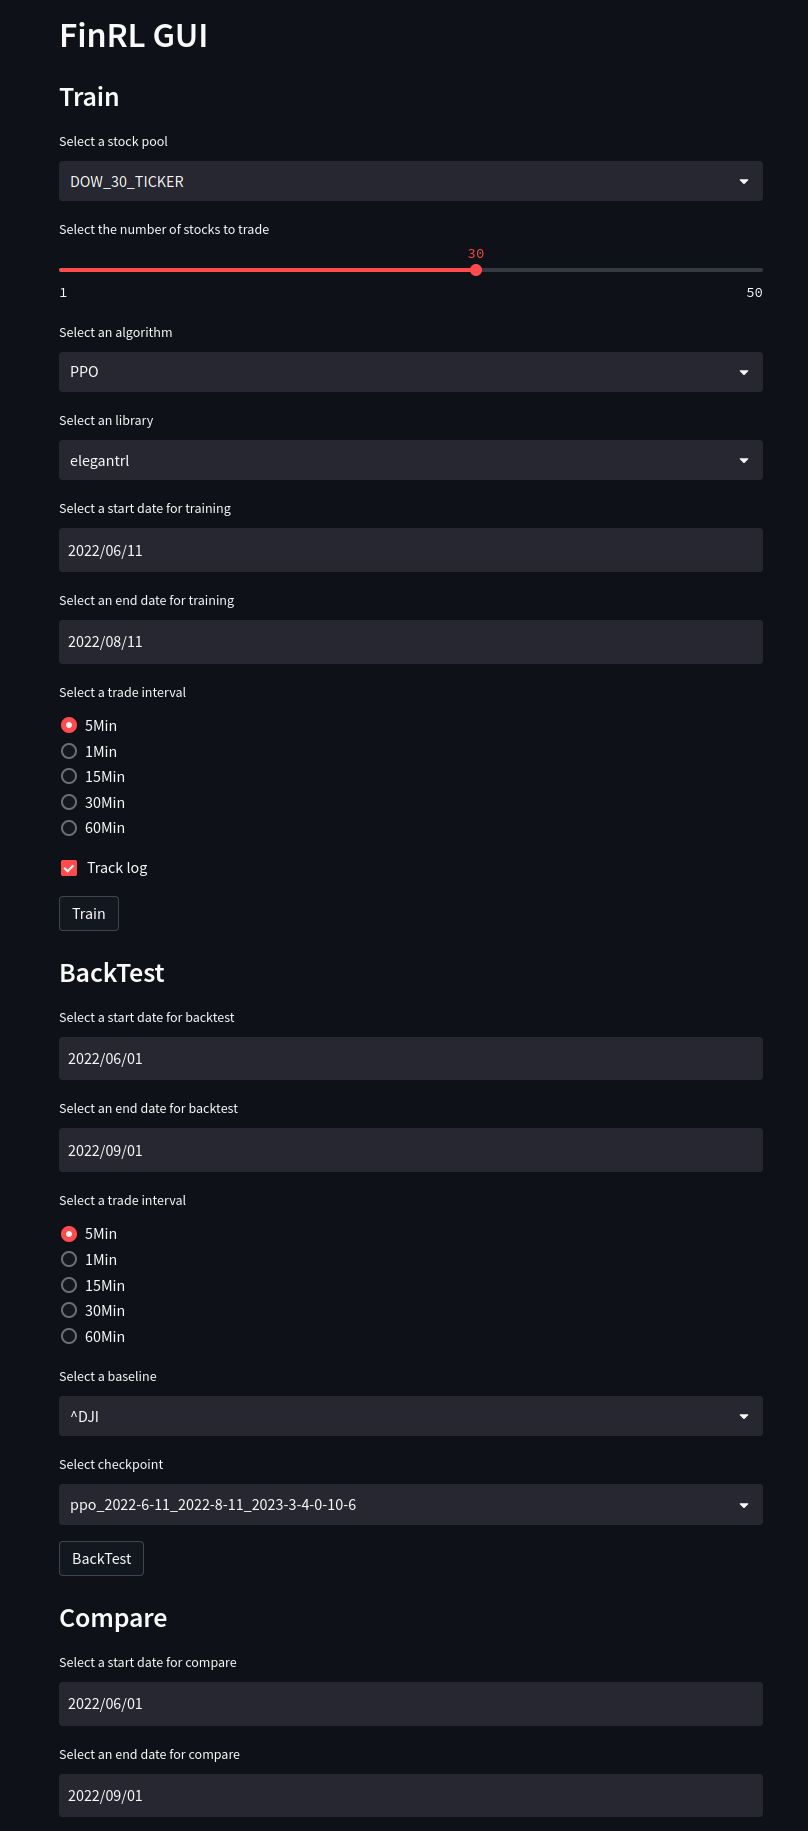 FinRL GUI
Train
Select a stock pool
DOW_30_TICKER
Select the number of stocks to trade
30
1 50
Select an algorithm
PPO
Select an library
elegantrl
Select a start date for training
2022/06/11
Select an end date for training
2022/08/11
Select a trade interval
5Min
1Min
15Min
30Min
60Min
Track log
Train
BackTest
Select a start date for backtest
2022/06/01
Select an end date for backtest
2022/09/01
Select a trade interval
5Min
1Min
15Min
30Min
60Min
Select a baseline
^DJI
Select checkpoint
ppo_2022-6-11_2022-8-11_2023-3-4-0-10-6
BackTest
Compare
Select a start date for compare
2022/06/01
Select an end date for compare
2022/09/01